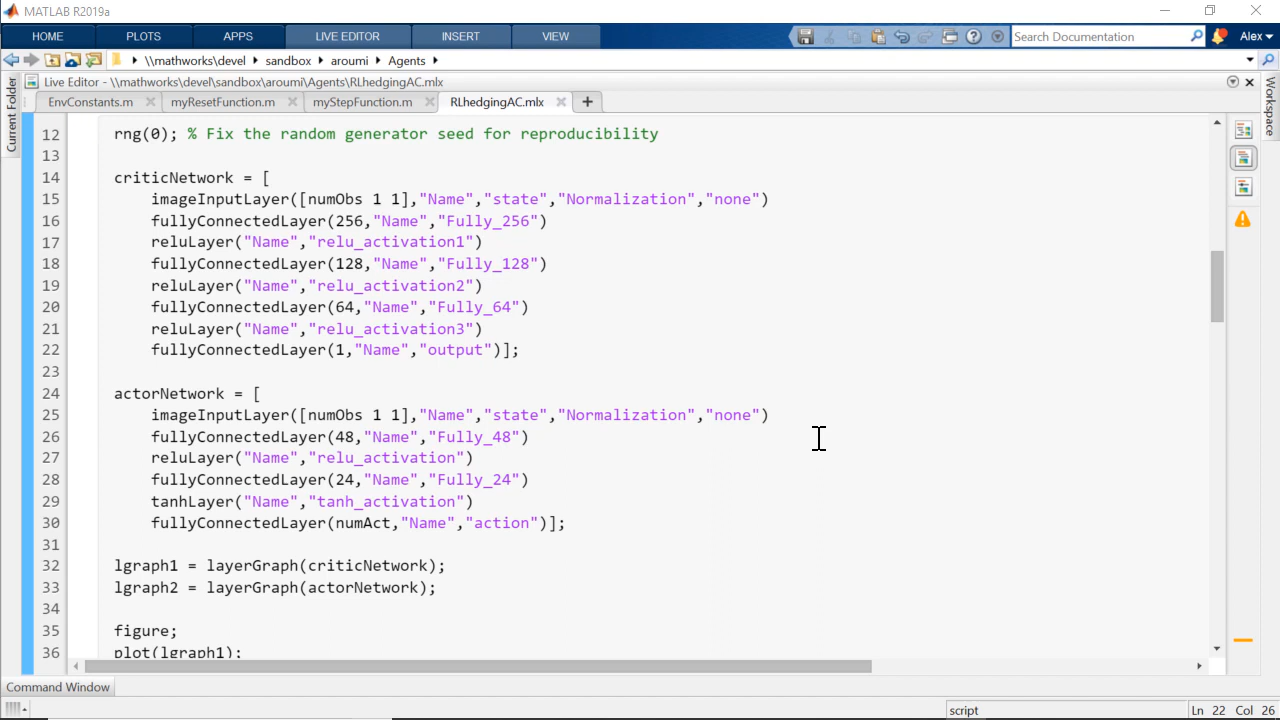 MATLAB R2019a
HOME PLOTS APPS LIVE EDITOR INSERT VIEW Search Documentation Alex
\\mathworks\devel sandbox aroumi Agents
Live Editor - \\mathworks\devel\sandbox\aroumi\Agents\RLhedgingAC.mlx
EnvConstants.m myResetFunction.m myStepFunction.m RLhedgingAC.mlx +
Current Folder
Workspace
12 rng(0); % Fix the random generator seed for reproducibility
13
14 criticNetwork = [
15 imageInputLayer([numObs 1 1],"Name","state","Normalization","none")
16 fullyConnectedLayer(256,"Name","Fully_256")
17 reluLayer("Name","relu_activation1")
18 fullyConnectedLayer(128,"Name","Fully_128")
19 reluLayer("Name","relu_activation2")
20 fullyConnectedLayer(64,"Name","Fully_64")
21 reluLayer("Name","relu_activation3")
22 fullyConnectedLayer(1,"Name","output")];
23
24 actorNetwork = [
25 imageInputLayer([numObs 1 1],"Name","state","Normalization","none")
26 fullyConnectedLayer(48,"Name","Fully_48")
27 reluLayer("Name","relu_activation")
28 fullyConnectedLayer(24,"Name","Fully_24")
29 tanhLayer("Name","tanh_activation")
30 fullyConnectedLayer(numAct,"Name","action")];
31
32 lgraph1 = layerGraph(criticNetwork);
33 lgraph2 = layerGraph(actorNetwork);
34
35 figure;
36 plot(lgraph1);
Command Window
script Ln 22 Col 26